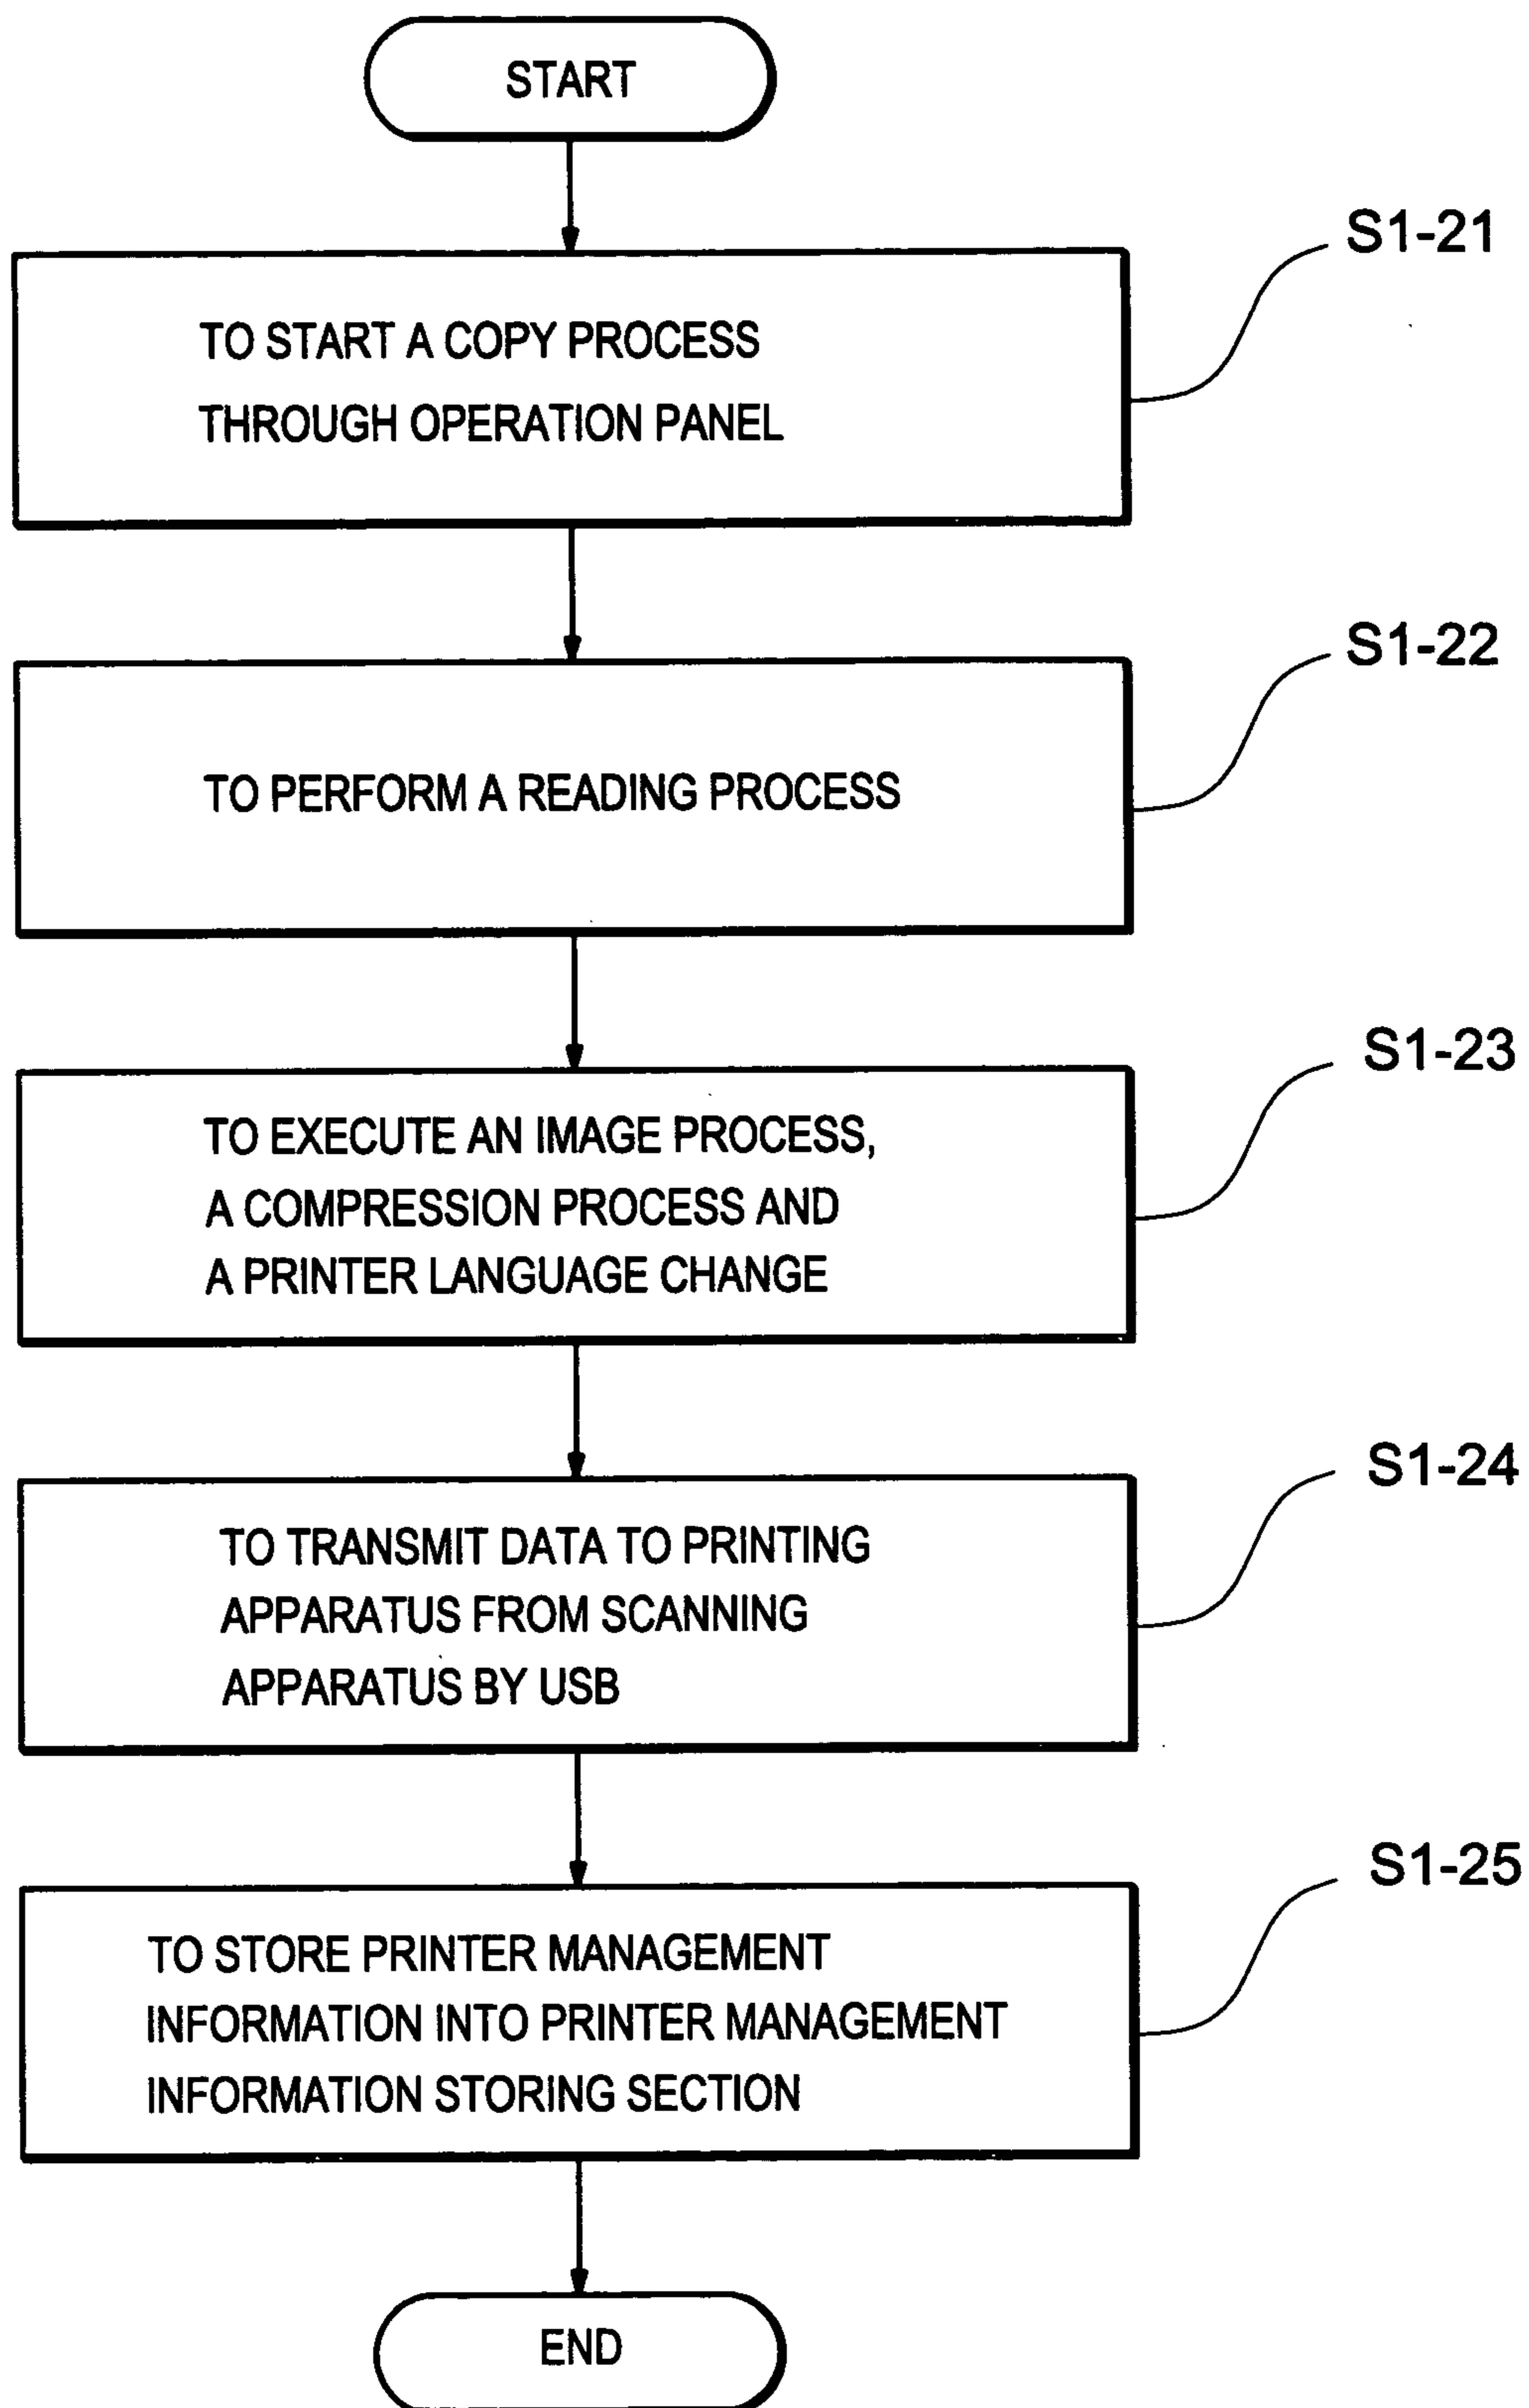 START
S1-21
TO START A COPY PROCESS
THROUGH OPERATION PANEL
S1-22
TO PERFORM A READING PROCESS
S1-23
TO EXECUTE AN IMAGE PROCESS,
A COMPRESSION PROCESS AND
A PRINTER LANGUAGE CHANGE
S1-24
TO TRANSMIT DATA TO PRINTING
APPARATUS FROM SCANNING
APPARATUS BY USB
S1-25
TO STORE PRINTER MANAGEMENT
INFORMATION INTO PRINTER MANAGEMENT
INFORMATION STORING SECTION
END